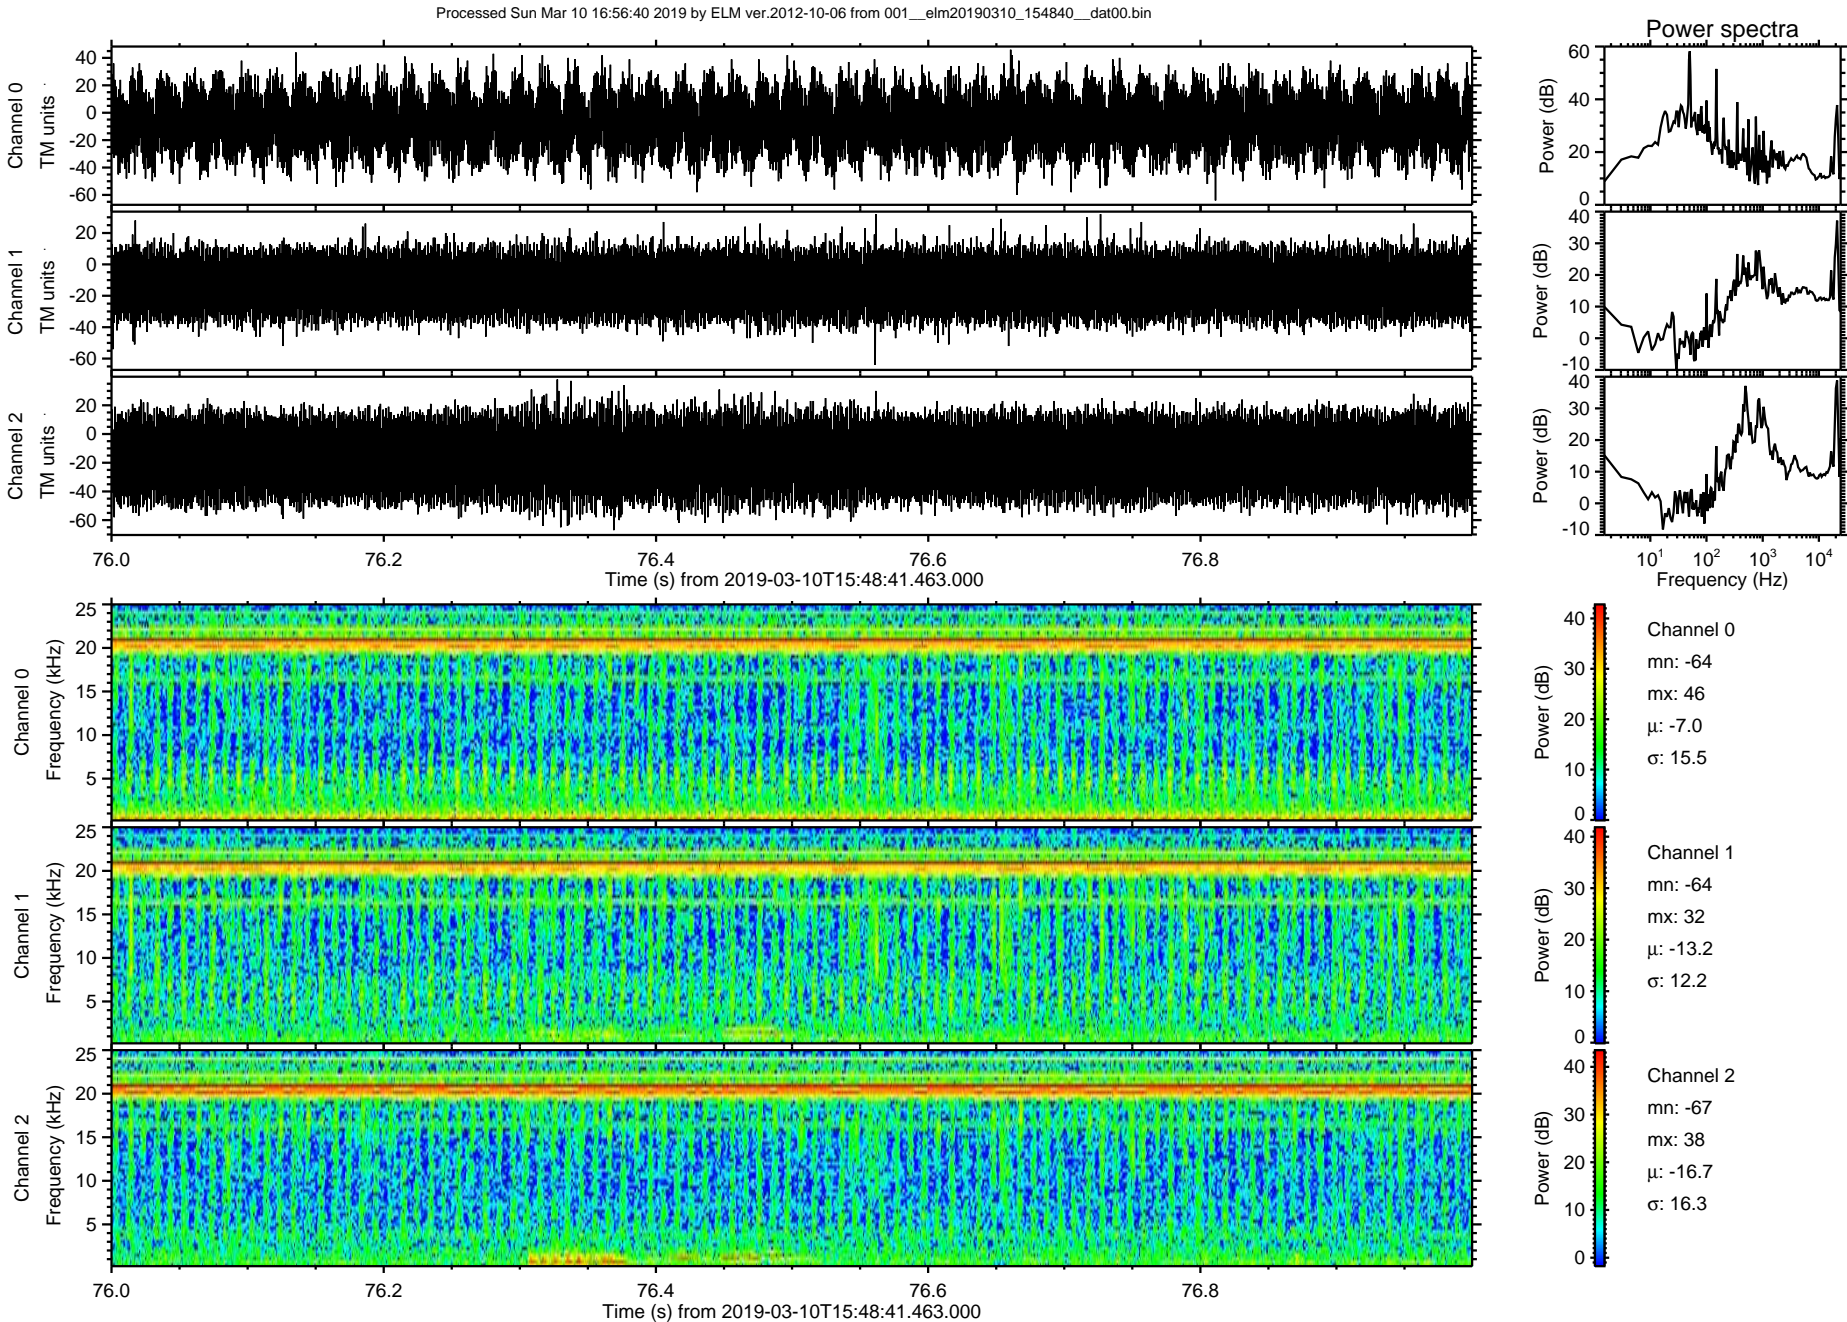 Processed Sun Mar 10 16:56:40 2019 by ELM ver.2012-10-06 from 001__elm20190310_154840__dat00.bin
Power spectra
Channel 0
TM units
40
20
0
-20
-40
-60
Power (dB)
60
40
20
0
Channel 1
TM units
20
0
-20
-40
-60
Power (dB)
40
30
20
10
0
-10
Channel 2
TM units
20
0
-20
-40
-60
Power (dB)
40
30
20
10
0
-10
76.0 76.2 76.4 76.6 76.8
Time (s) from 2019-03-10T15:48:41.463.000
10^1 10^2 10^3 10^4
Frequency (Hz)
Channel 0
Frequency (kHz)
25
20
15
10
5
Power (dB)
40
30
20
10
0
Channel 0
mn: -64
mx: 46
μ: -7.0
σ: 15.5
Channel 1
Frequency (kHz)
25
20
15
10
5
Power (dB)
40
30
20
10
0
Channel 1
mn: -64
mx: 32
μ: -13.2
σ: 12.2
Channel 2
Frequency (kHz)
25
20
15
10
5
Power (dB)
40
30
20
10
0
Channel 2
mn: -67
mx: 38
μ: -16.7
σ: 16.3
76.0 76.2 76.4 76.6 76.8
Time (s) from 2019-03-10T15:48:41.463.000